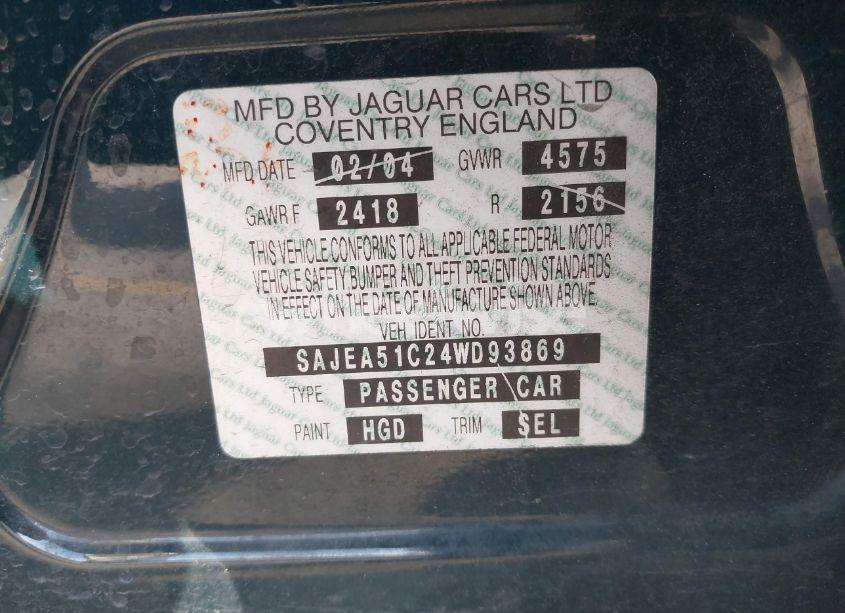 MFD BY JAGUAR CARS LTD
COVENTRY ENGLAND
MFD DATE 02/04 GVWR 4575
GAWR F 2418 R 2156
THIS VEHICLE CONFORMS TO ALL APPLICABLE FEDERAL MOTOR
VEHICLE SAFETY BUMPER AND THEFT PREVENTION STANDARDS
IN EFFECT ON THE DATE OF MANUFACTURE SHOWN ABOVE.
VEH IDENT NO.
SAJEA51C24WD93869
TYPE PASSENGER CAR
PAINT HGD TRIM SEL